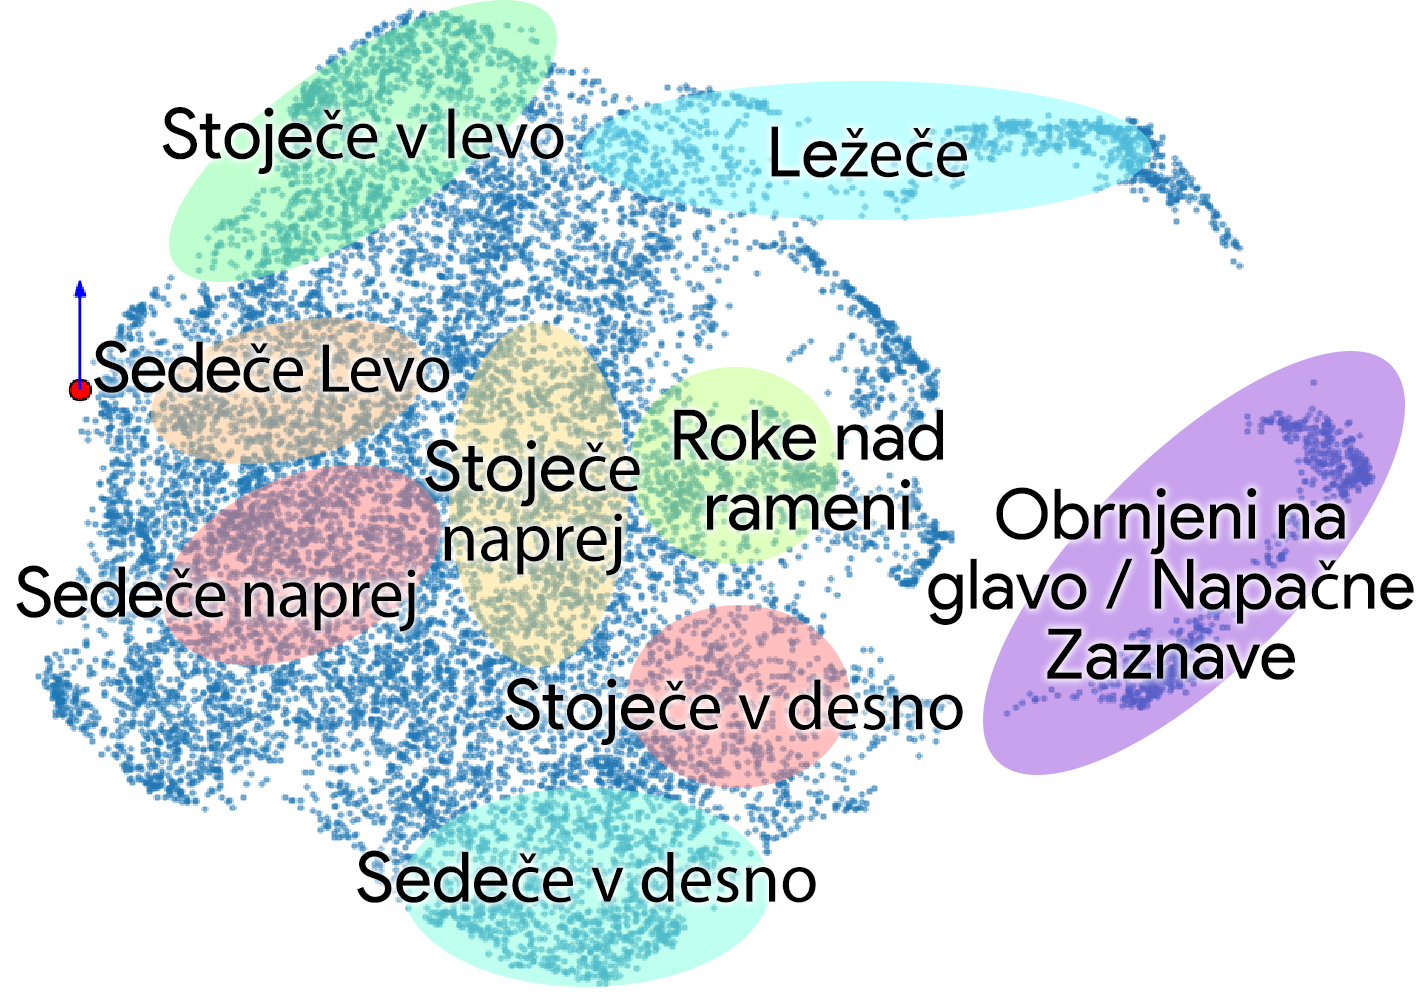 Stoječe v levo
Ležeče
Sedeče Levo
Stoječe
naprej
Roke nad
rameni
Sedeče naprej
Obrnjeni na
glavo / Napačne
Zaznave
Stoječe v desno
Sedeče v desno